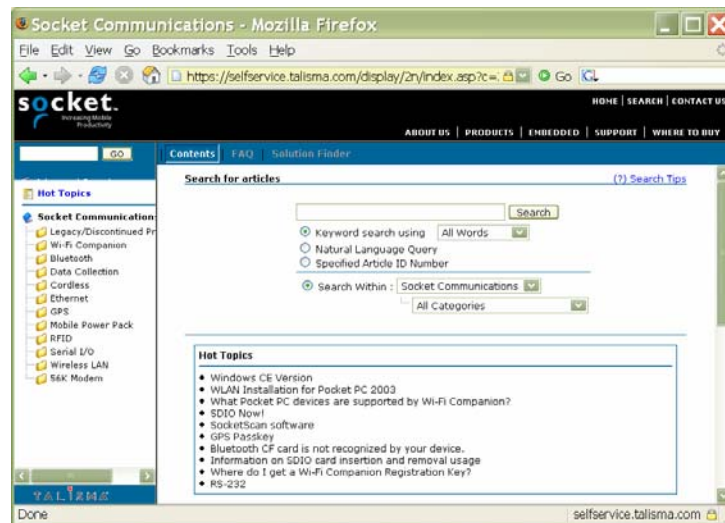 Socket Communications - Mozilla Firefox
File Edit View Go Bookmarks Tools Help
https://selfservice.talisma.com/display/2n/index.asp?c= Go
socket.
Increasing Mobile
Productivity
HOME | SEARCH | CONTACT US
ABOUT US | PRODUCTS | EMBEDDED | SUPPORT | WHERE TO BUY
GO
Contents FAQ Solution Finder
Search for articles (?) Search Tips
Hot Topics
Socket Communication
Legacy/Discontinued Pr
Wi-Fi Companion
Bluetooth
Data Collection
Cordless
Ethernet
GPS
Mobile Power Pack
RFID
Serial I/O
Wireless LAN
56K Modem
Search
Keyword search using All Words
Natural Language Query
Specified Article ID Number
Search Within : Socket Communications
All Categories
Hot Topics
Windows CE Version
WLAN Installation for Pocket PC 2003
What Pocket PC devices are supported by Wi-Fi Companion?
SDIO Now!
SocketScan software
GPS Passkey
Bluetooth CF card is not recognized by your device.
Information on SDIO card insertion and removal usage
Where do I get a Wi-Fi Companion Registration Key?
RS-232
TALISMA
Done selfservice.talisma.com